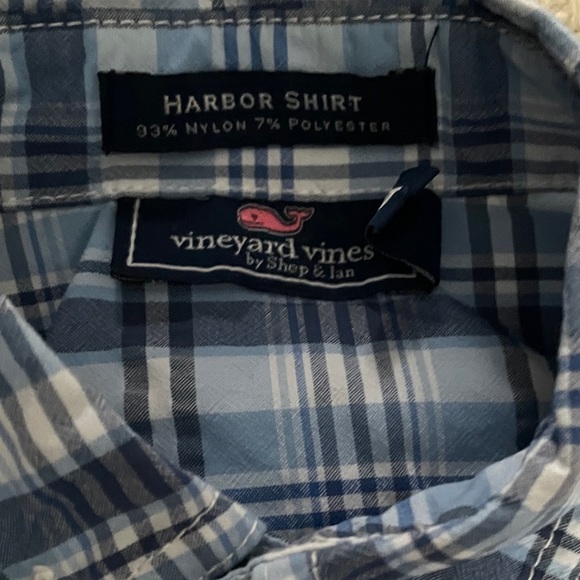 HARBOR SHIRT
93% NYLON 7% POLYESTER
vineyard vines
by Shep & Ian